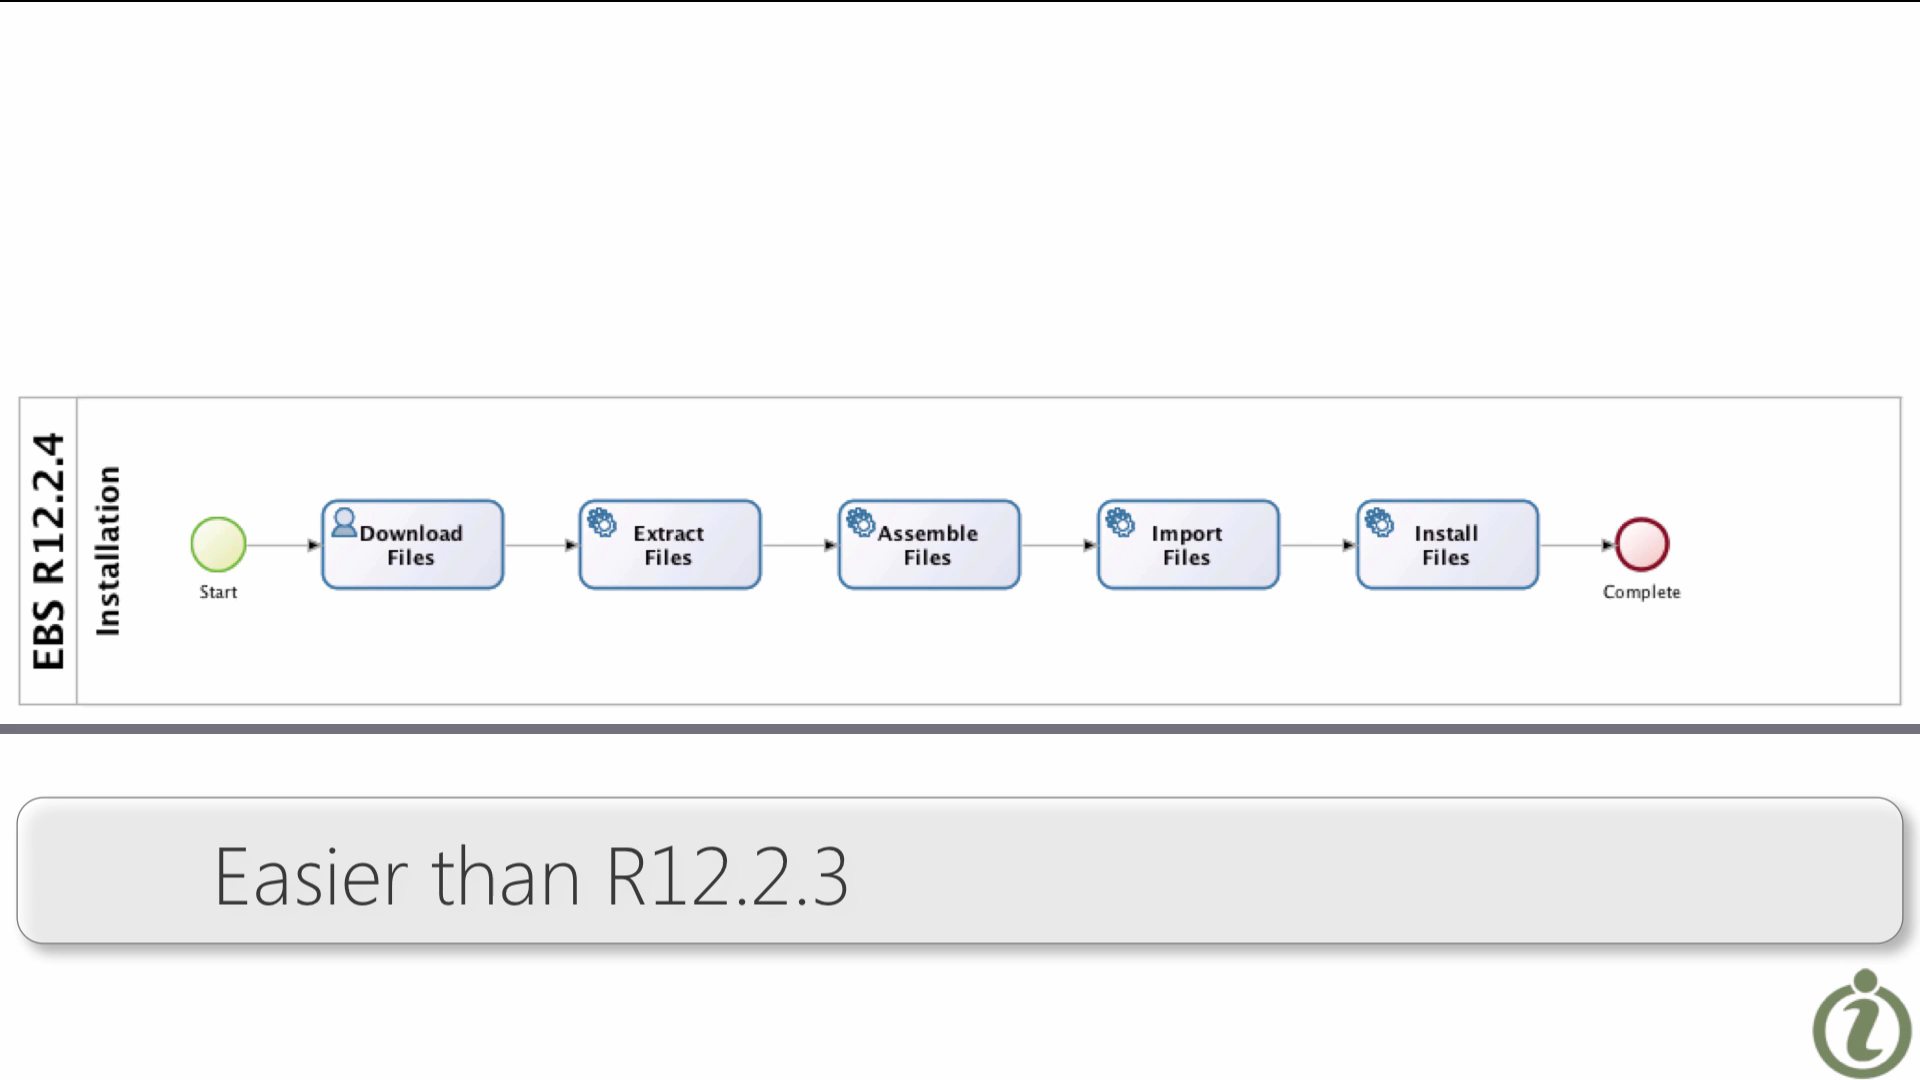 EBS R12.2.4
Installation
Start
Download
Files
Extract
Files
Assemble
Files
Import
Files
Install
Files
Complete
Easier than R12.2.3
i